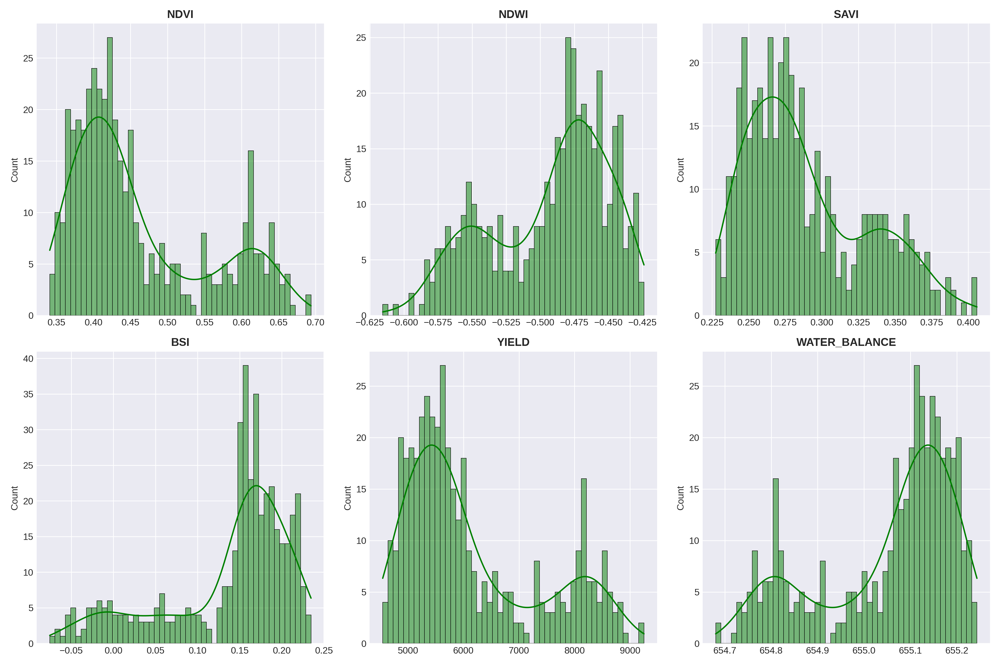 NDVI
NDWI
SAVI
Count
25
20
15
10
5
0
0.35 0.40 0.45 0.50 0.55 0.60 0.65 0.70
Count
25
20
15
10
5
0
−0.625 −0.600 −0.575 −0.550 −0.525 −0.500 −0.475 −0.450 −0.425
Count
20
15
10
5
0
0.225 0.250 0.275 0.300 0.325 0.350 0.375 0.400
BSI
YIELD
WATER_BALANCE
Count
40
35
30
25
20
15
10
5
0
−0.05 0.00 0.05 0.10 0.15 0.20 0.25
Count
25
20
15
10
5
0
5000 6000 7000 8000 9000
Count
25
20
15
10
5
0
654.7 654.8 654.9 655.0 655.1 655.2